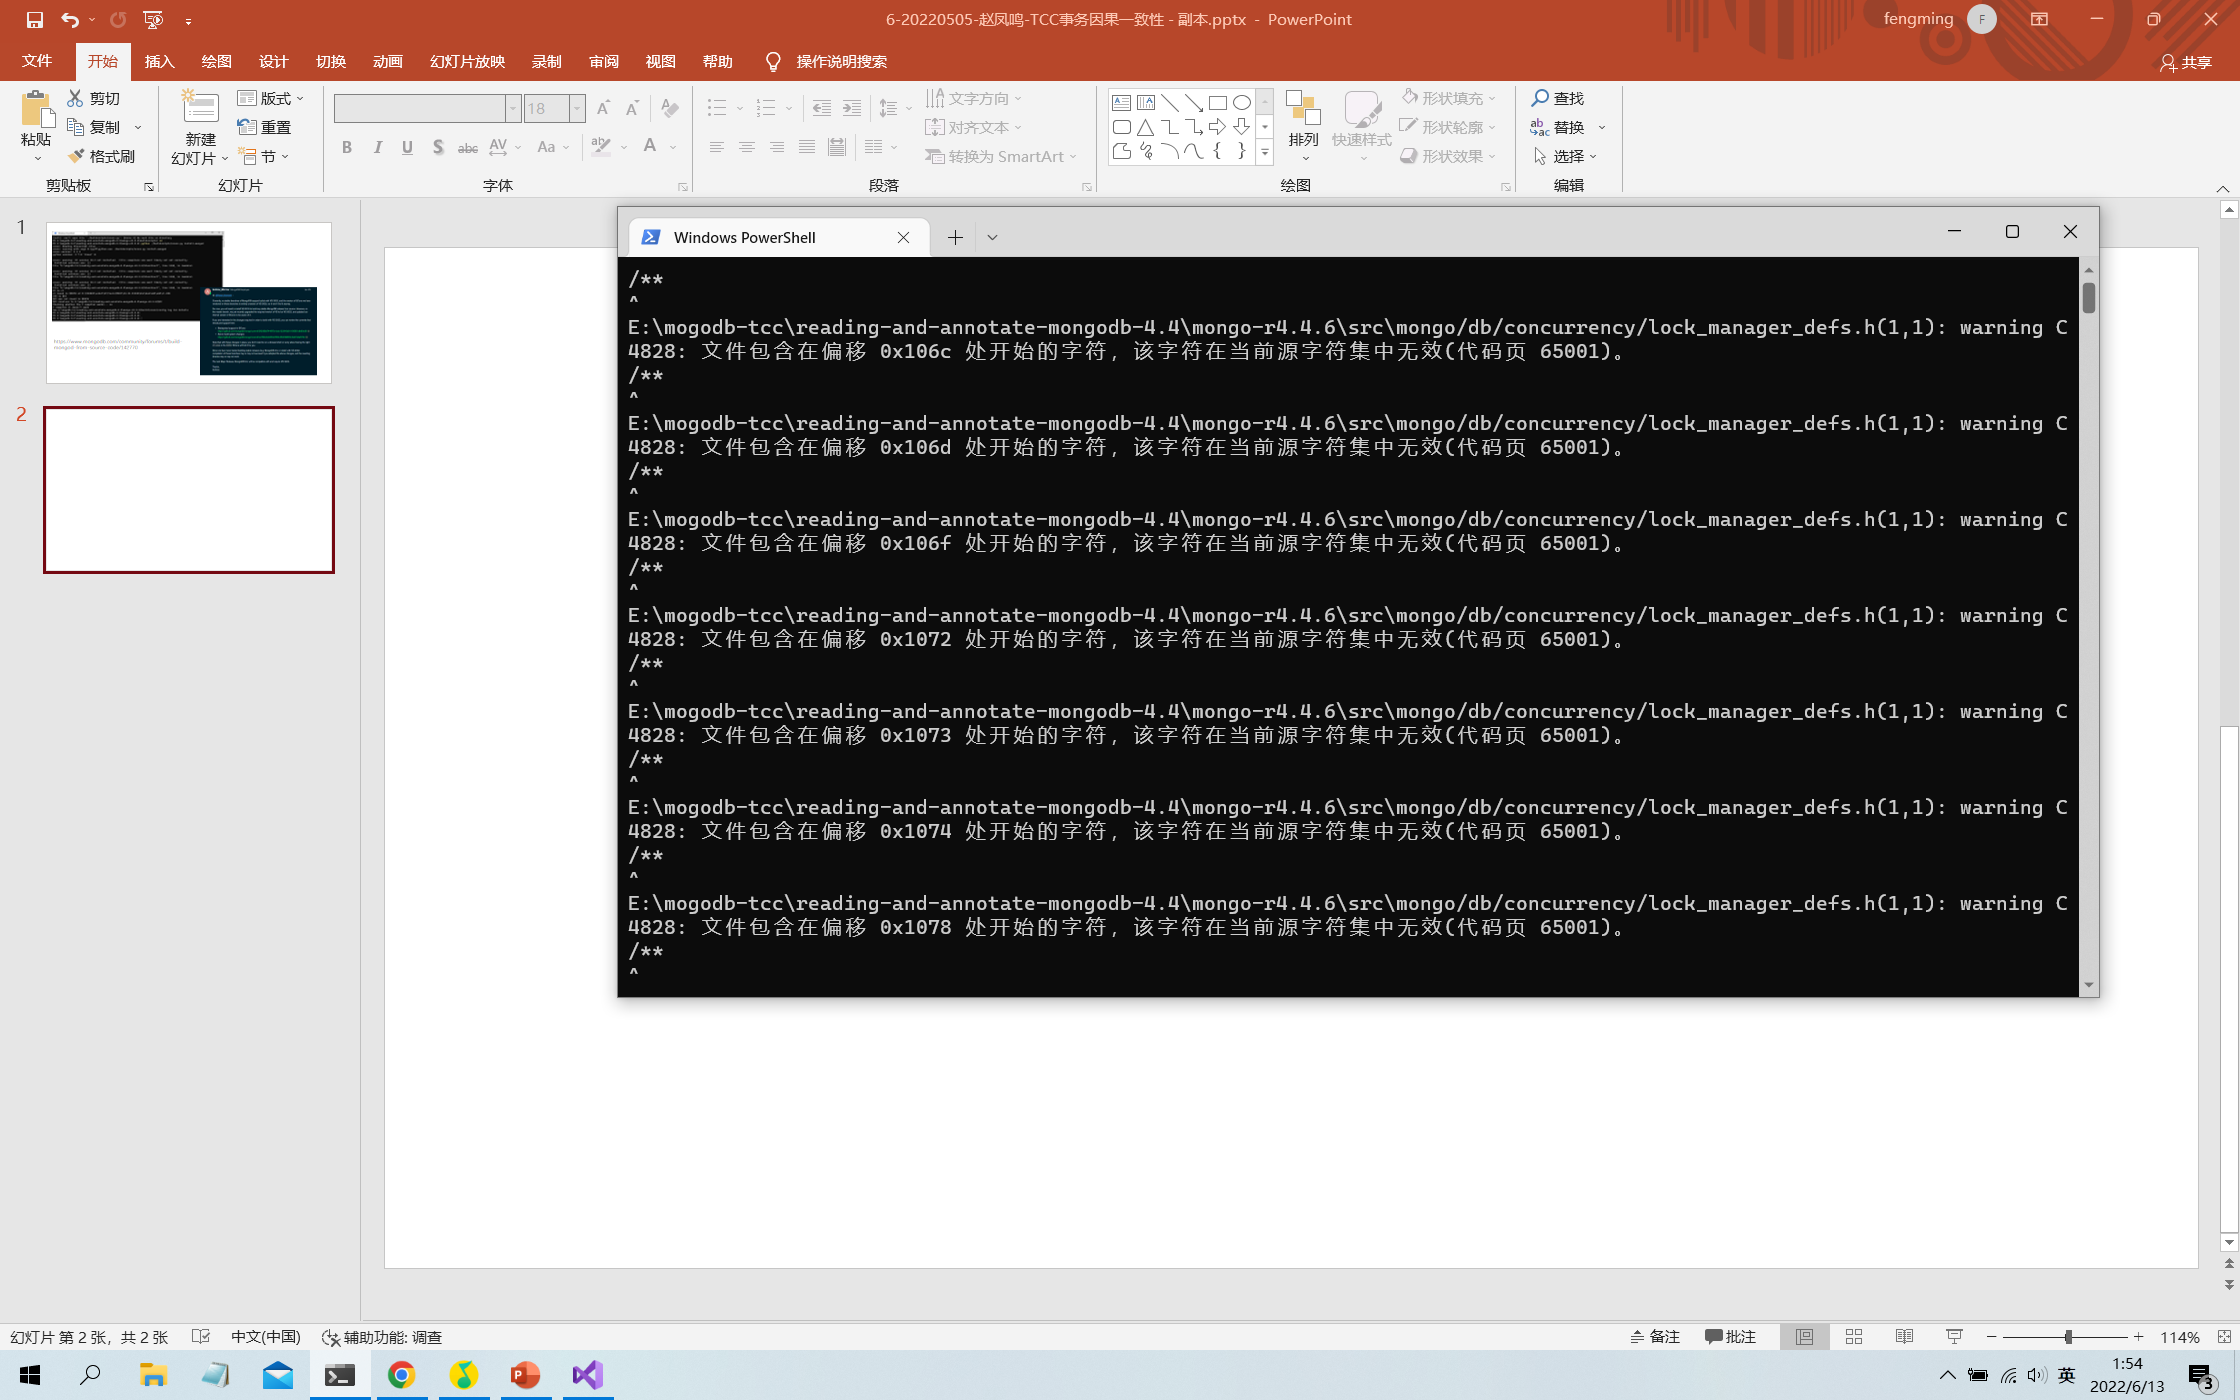 6-20220505-赵凤鸣-TCC事务因果一致性 - 副本.pptx - PowerPoint
fengming
F
文件
开始
插入
绘图
设计
切换
动画
幻灯片放映
录制
审阅
视图
帮助
操作说明搜索
共享
粘贴
剪切
复制
格式刷
剪贴板
新建
幻灯片
版式
重置
节
幻灯片
18
字体
文字方向
对齐文本
转换为 SmartArt
段落
排列
快速样式
形状填充
形状轮廓
形状效果
绘图
查找
替换
选择
编辑
1
2
Windows PowerShell
/**
^
E:\mogodb-tcc\reading-and-annotate-mongodb-4.4\mongo-r4.4.6\src\mongo/db/concurrency/lock_manager_defs.h(1,1): warning C
4828: 文件包含在偏移 0x106c 处开始的字符，该字符在当前源字符集中无效(代码页 65001)。
/**
^
E:\mogodb-tcc\reading-and-annotate-mongodb-4.4\mongo-r4.4.6\src\mongo/db/concurrency/lock_manager_defs.h(1,1): warning C
4828: 文件包含在偏移 0x106d 处开始的字符，该字符在当前源字符集中无效(代码页 65001)。
/**
^
E:\mogodb-tcc\reading-and-annotate-mongodb-4.4\mongo-r4.4.6\src\mongo/db/concurrency/lock_manager_defs.h(1,1): warning C
4828: 文件包含在偏移 0x106f 处开始的字符，该字符在当前源字符集中无效(代码页 65001)。
/**
^
E:\mogodb-tcc\reading-and-annotate-mongodb-4.4\mongo-r4.4.6\src\mongo/db/concurrency/lock_manager_defs.h(1,1): warning C
4828: 文件包含在偏移 0x1072 处开始的字符，该字符在当前源字符集中无效(代码页 65001)。
/**
^
E:\mogodb-tcc\reading-and-annotate-mongodb-4.4\mongo-r4.4.6\src\mongo/db/concurrency/lock_manager_defs.h(1,1): warning C
4828: 文件包含在偏移 0x1073 处开始的字符，该字符在当前源字符集中无效(代码页 65001)。
/**
^
E:\mogodb-tcc\reading-and-annotate-mongodb-4.4\mongo-r4.4.6\src\mongo/db/concurrency/lock_manager_defs.h(1,1): warning C
4828: 文件包含在偏移 0x1074 处开始的字符，该字符在当前源字符集中无效(代码页 65001)。
/**
^
E:\mogodb-tcc\reading-and-annotate-mongodb-4.4\mongo-r4.4.6\src\mongo/db/concurrency/lock_manager_defs.h(1,1): warning C
4828: 文件包含在偏移 0x1078 处开始的字符，该字符在当前源字符集中无效(代码页 65001)。
/**
^
幻灯片 第 2 张，共 2 张
中文(中国)
辅助功能: 调查
备注
批注
114%
英
1:54
2022/6/13
3